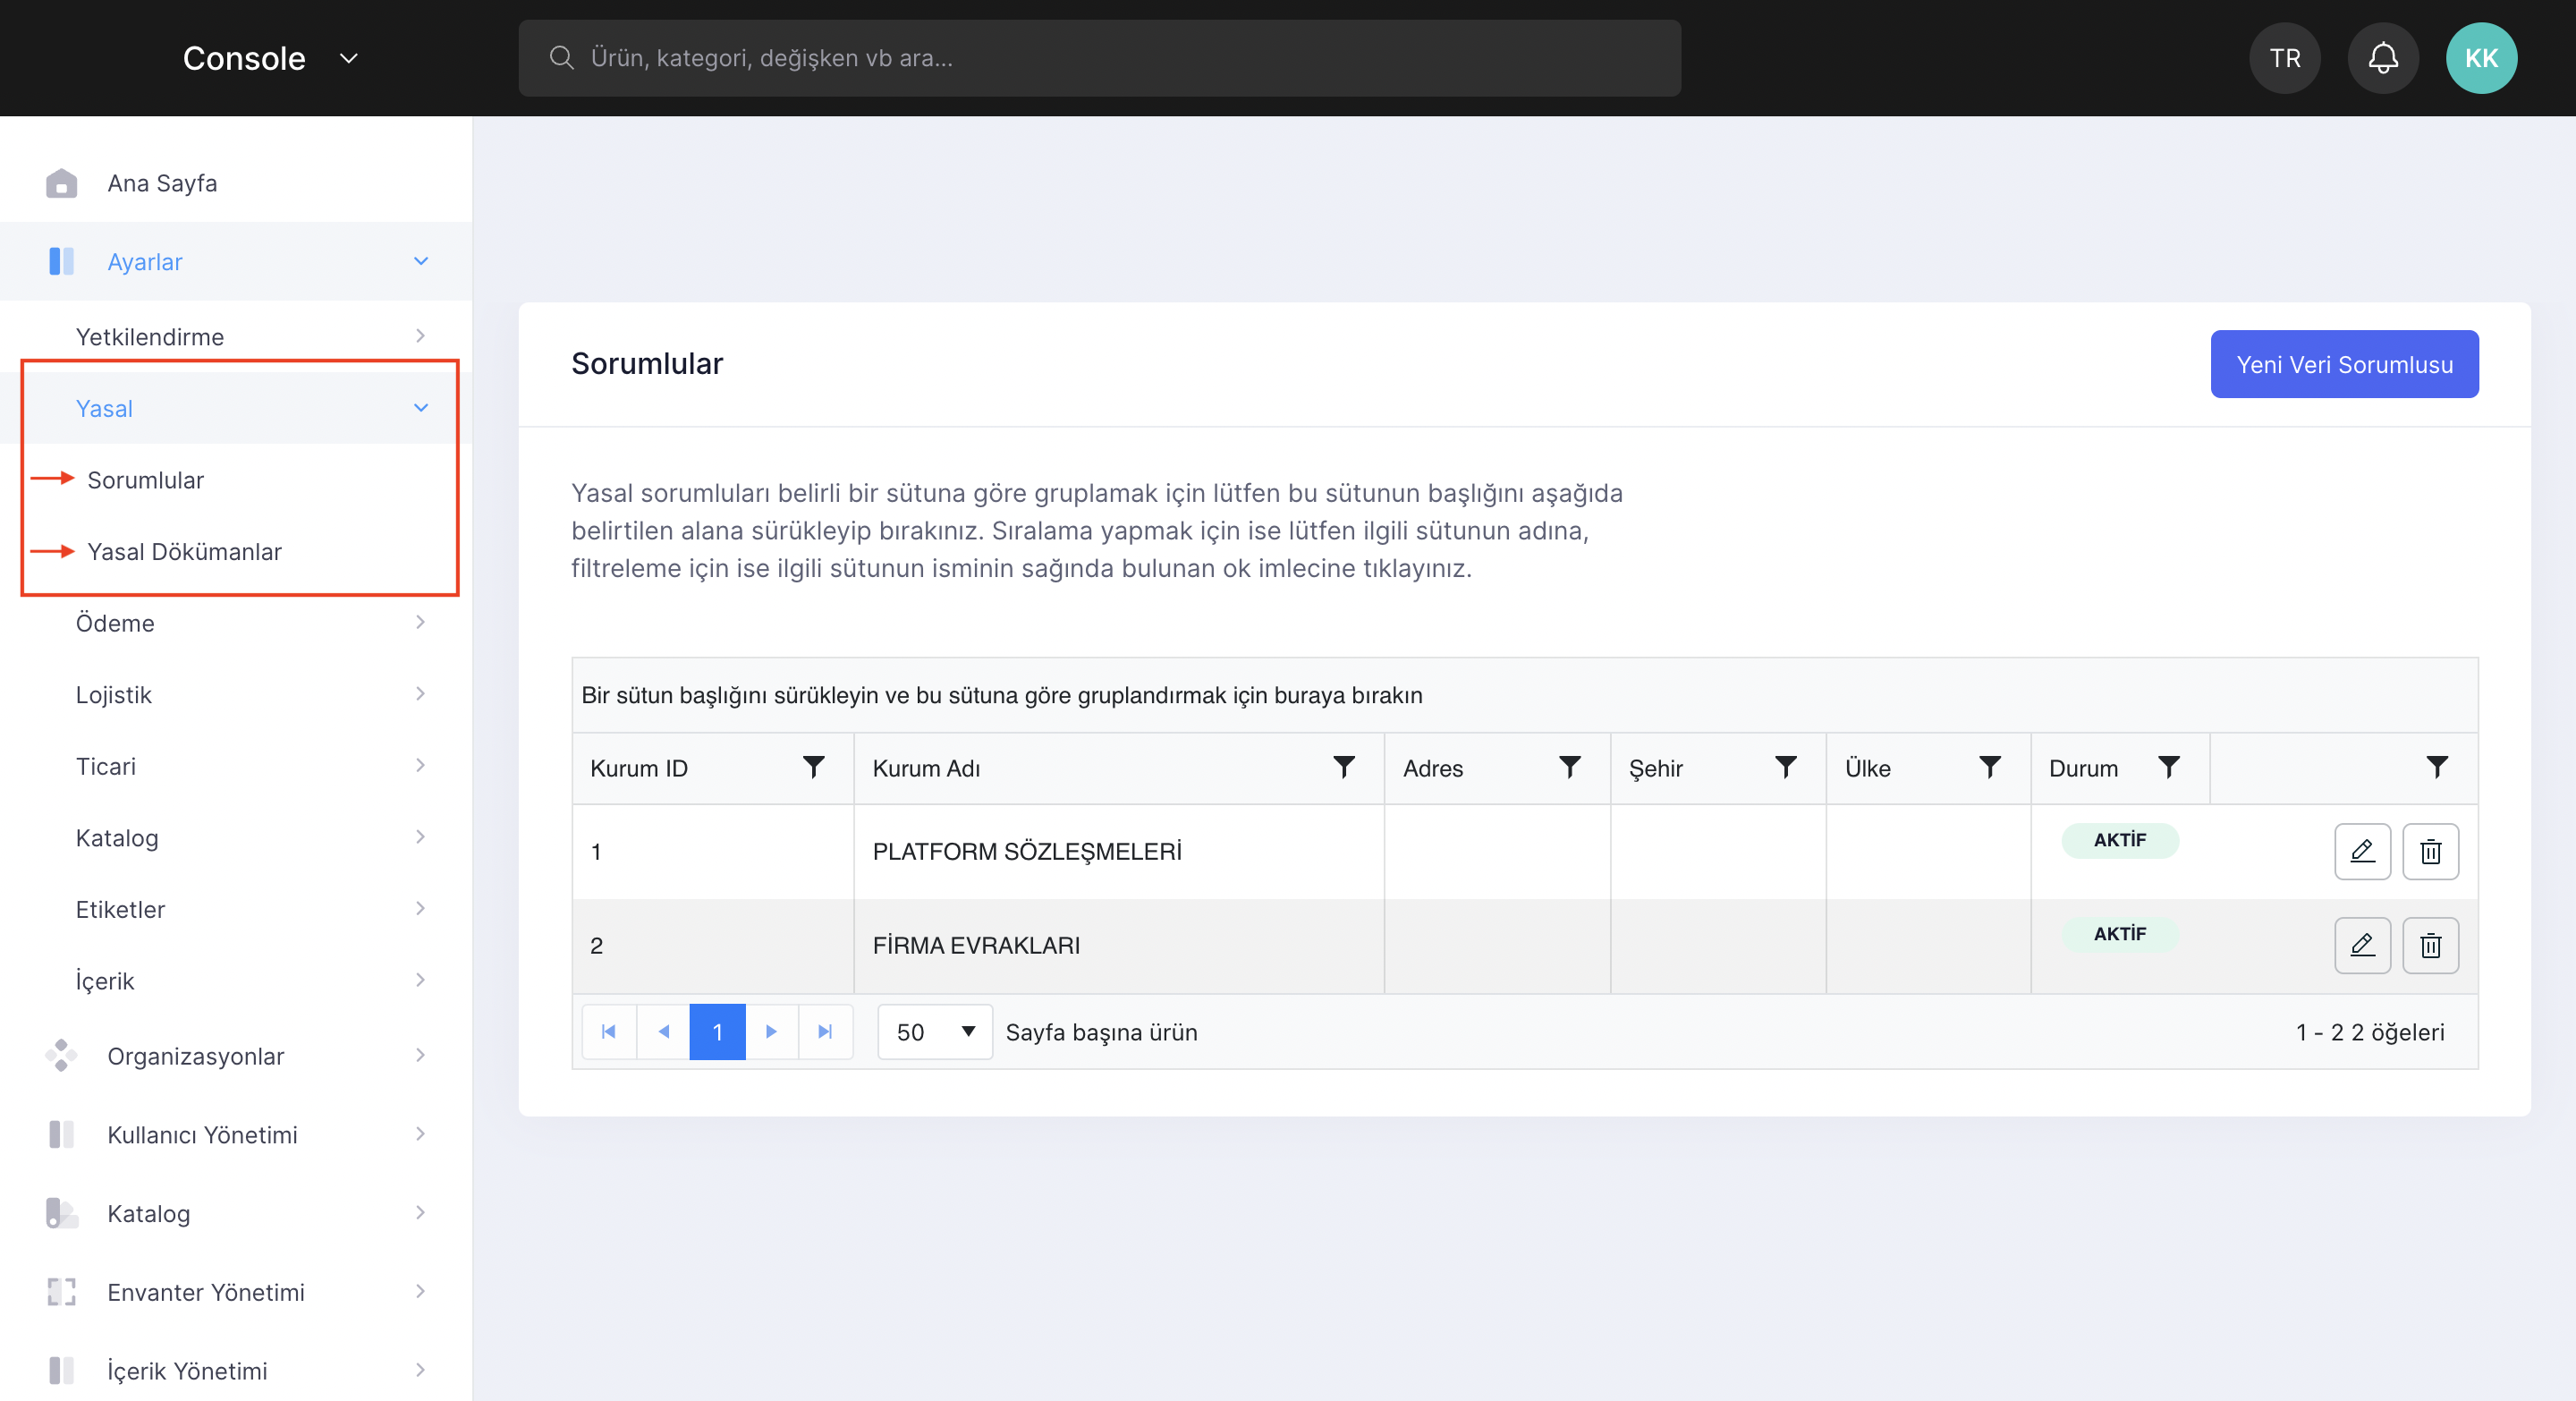 Console
Ürün, kategori, değişken vb ara...
TR
KK
Ana Sayfa
Ayarlar
Yetkilendirme
Yasal
Sorumlular
Yasal Dökümanlar
Ödeme
Lojistik
Ticari
Katalog
Etiketler
İçerik
Organizasyonlar
Kullanıcı Yönetimi
Katalog
Envanter Yönetimi
İçerik Yönetimi
Sorumlular
Yeni Veri Sorumlusu
Yasal sorumluları belirli bir sütuna göre gruplamak için lütfen bu sütunun başlığını aşağıda
belirtilen alana sürükleyip bırakınız. Sıralama yapmak için ise lütfen ilgili sütunun adına,
filtreleme için ise ilgili sütunun isminin sağında bulunan ok imlecine tıklayınız.
Bir sütun başlığını sürükleyin ve bu sütuna göre gruplandırmak için buraya bırakın
Kurum ID Kurum Adı Adres Şehir Ülke Durum
1 PLATFORM SÖZLEŞMELERİ AKTİF
2 FİRMA EVRAKLARI AKTİF
1 50 Sayfa başına ürün 1 - 2 2 öğeleri